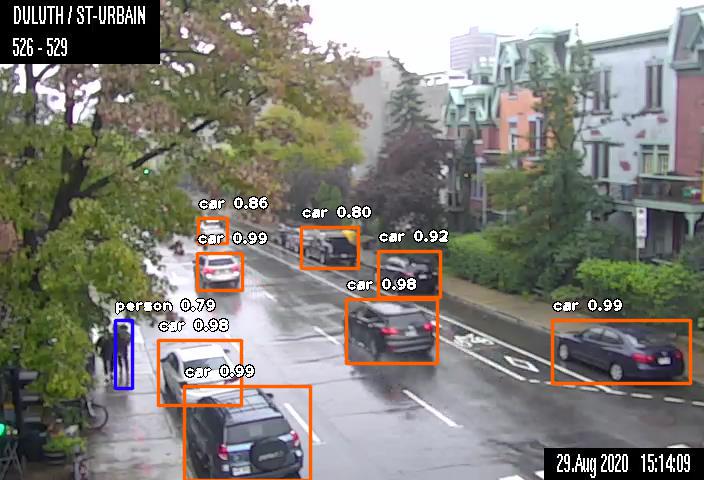 DULUTH / ST-URBAIN
526 - 529
car 0.86
car 0.80
car 0.99
car 0.92
car 0.98
person 0.79
car 0.99
car 0.98
car 0.99
29.Aug 2020 15:14:09